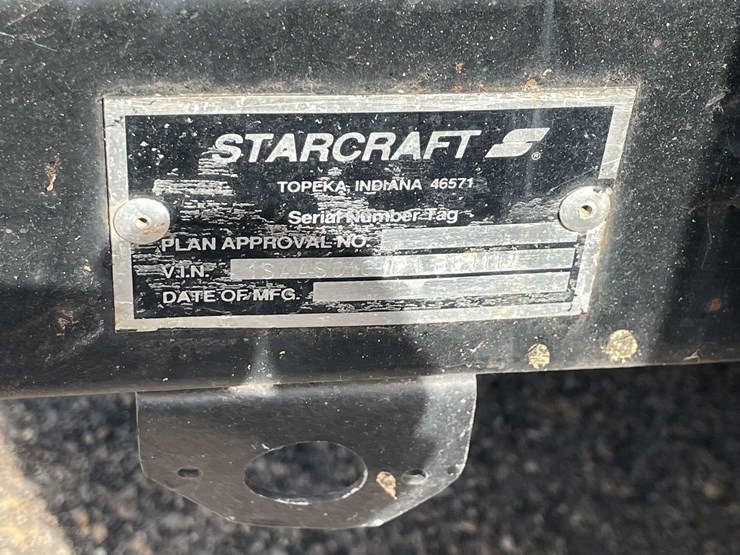 STARCRAFT ®
TOPEKA, INDIANA 46571
Serial Number Tag
PLAN APPROVAL NO.
V.I.N.
DATE OF MFG.